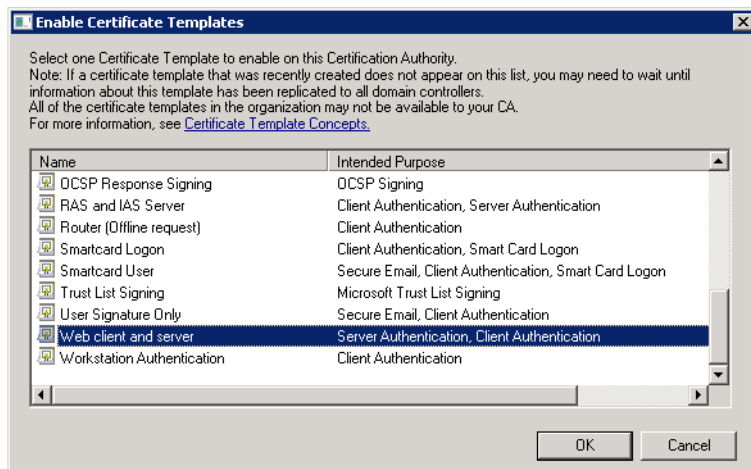 Enable Certificate Templates
Select one Certificate Template to enable on this Certification Authority.
Note: If a certificate template that was recently created does not appear on this list, you may need to wait until
information about this template has been replicated to all domain controllers.
All of the certificate templates in the organization may not be available to your CA.
For more information, see Certificate Template Concepts.
Name Intended Purpose
OCSP Response Signing OCSP Signing
RAS and IAS Server Client Authentication, Server Authentication
Router (Offline request) Client Authentication
Smartcard Logon Client Authentication, Smart Card Logon
Smartcard User Secure Email, Client Authentication, Smart Card Logon
Trust List Signing Microsoft Trust List Signing
User Signature Only Secure Email, Client Authentication
Web client and server Server Authentication, Client Authentication
Workstation Authentication Client Authentication
OK Cancel